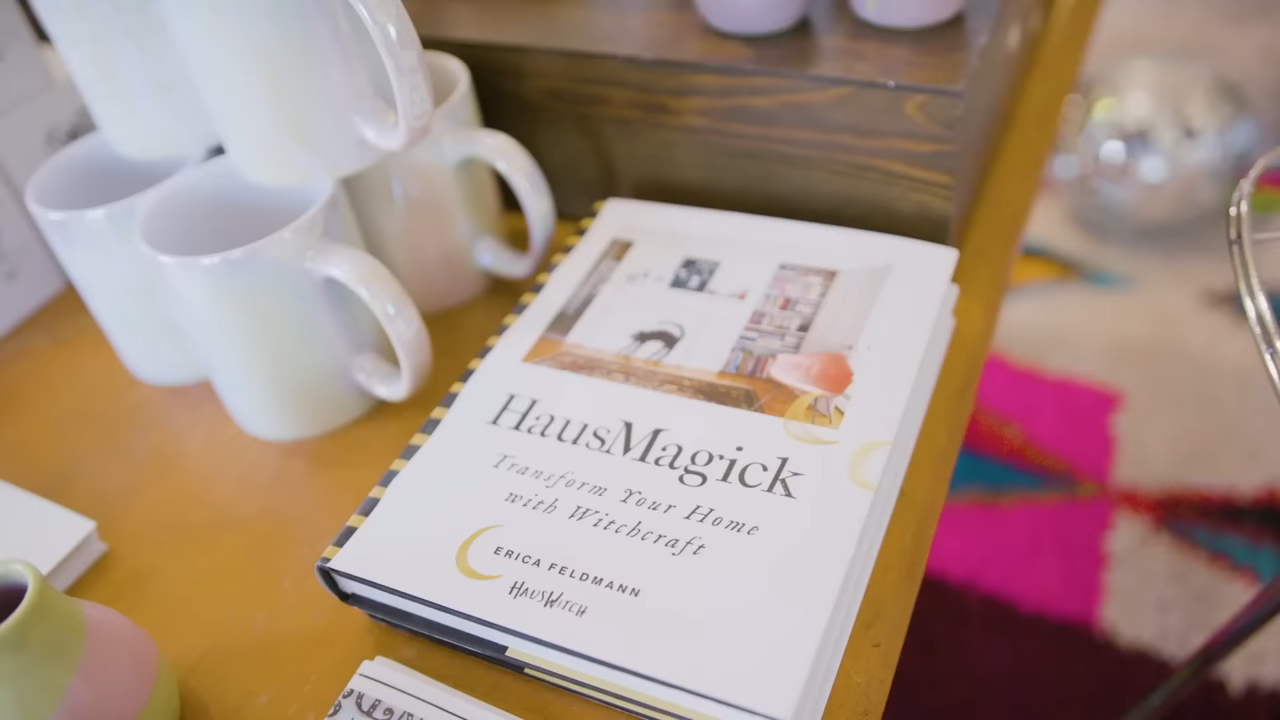 HausMagick
Transform Your Home
with Witchcraft
ERICA FELDMANN
HAUSWITCH